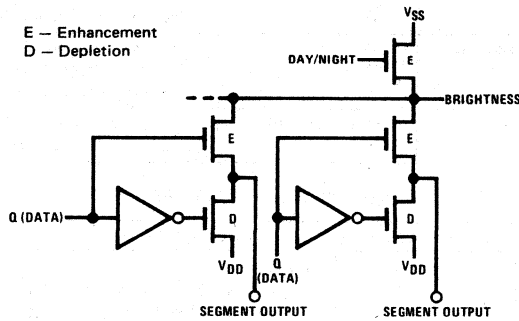 E – Enhancement
D – Depletion
VSS
DAY/NIGHT
E
BRIGHTNESS
E
E
Q (DATA)
D
D
VDD
Q
(DATA)
VDD
SEGMENT OUTPUT
SEGMENT OUTPUT